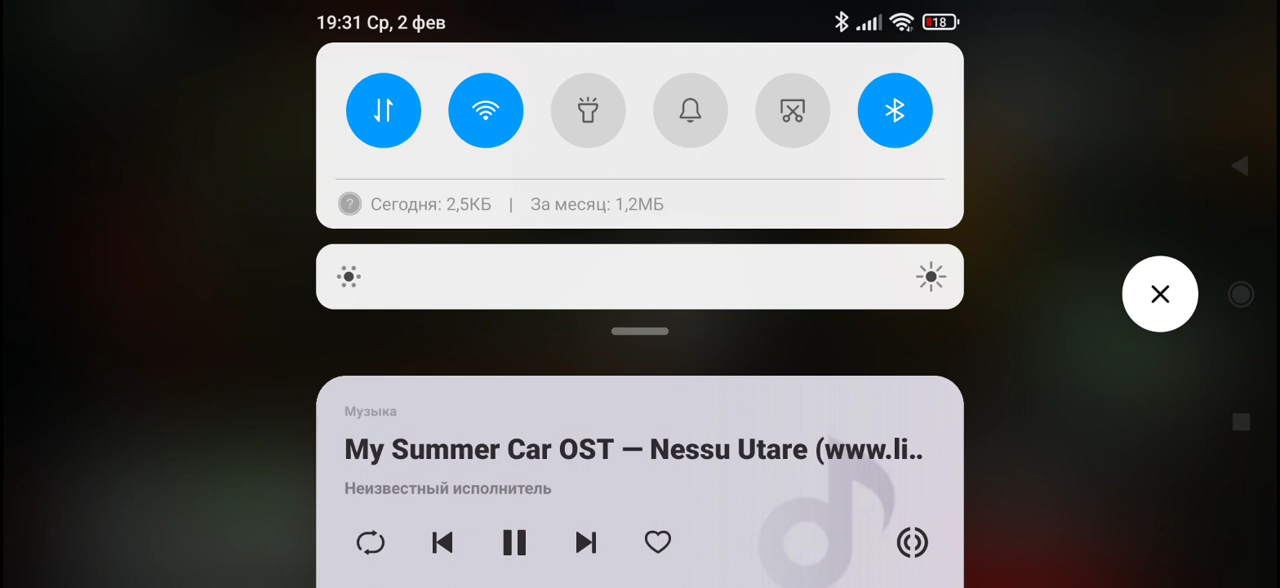 19:31 Ср, 2 фев
18
Сегодня: 2,5КБ | За месяц: 1,2МБ
Музыка
My Summer Car OST — Nessu Utare (www.li..
Неизвестный исполнитель